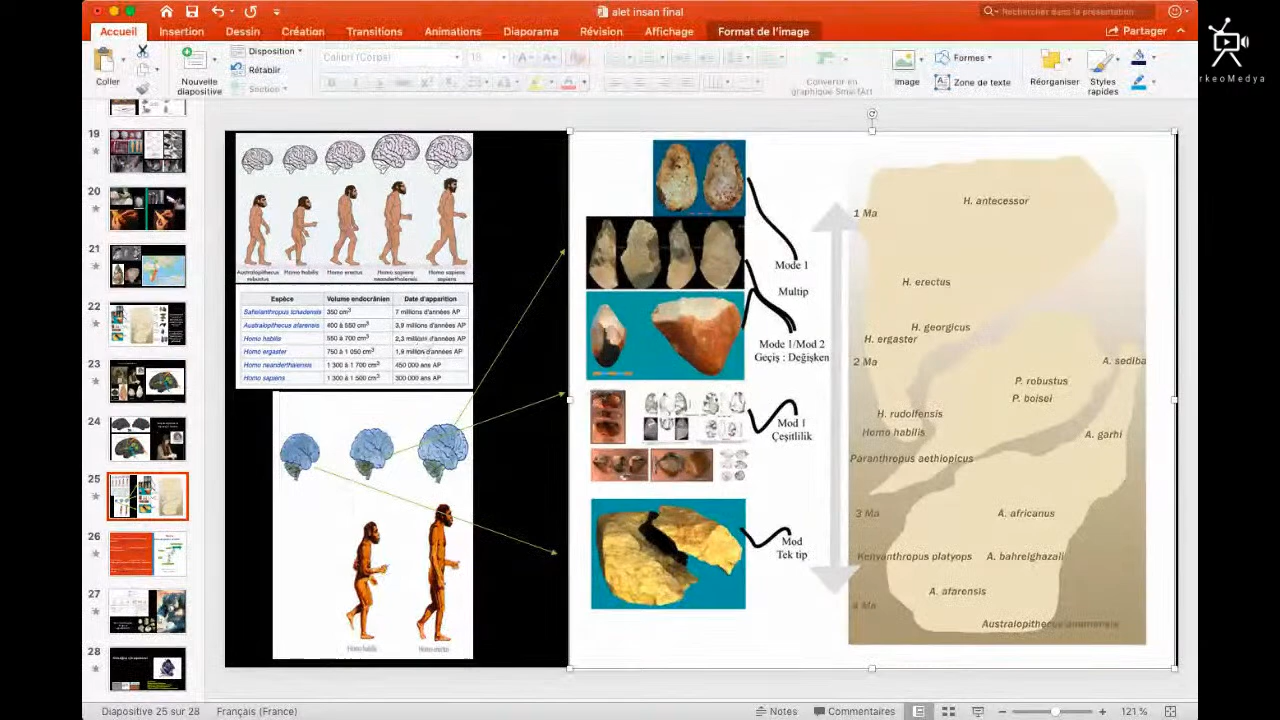 alet insan final
Rechercher dans la présentation
Accueil
Insertion
Dessin
Création
Transitions
Animations
Diaporama
Révision
Affichage
Format de l'image
Partager
rkeoMedya
Coller
Nouvelle
diapositive
Disposition
Rétablir
Section
Calibri (Corps)
18
Convertir en
graphique SmartArt
Image
Formes
Zone de texte
Réorganiser
Styles
rapides
19
20
21
22
23
24
25
26
27
28
Australopithecus
robustus
Homo habilis
Homo erectus
Homo sapiens
neanderthalensis
Homo sapiens
sapiens
Espèce Volume endocrânien Date d'apparition
Sahelanthropus tchadensis 350 cm3 7 millions d'années AP
Australopithecus afarensis 400 à 550 cm3 3,9 millions d'années AP
Homo habilis 550 à 700 cm3 2,3 millions d'années AP
Homo ergaster 750 à 1 050 cm3 1,9 millions d'années AP
Homo neanderthalensis 1 300 à 1 700 cm3 450 000 ans AP
Homo sapiens 1 300 à 1 500 cm3 300 000 ans AP
Homo habilis
Homo erectus
Mode 1
Multip
Mode 1/Mod 2
Geçiş : Değişken
Mod 1
Çeşitlilik
Mod
Tek tip
H. antecessor
1 Ma
H. erectus
H. georgicus
H. ergaster
2 Ma
A. sediba
P. robustus
P. boisei
H. rudolfensis
Homo habilis
A. garhi
Paranthropus aethiopicus
3 Ma
A. africanus
Kenyanthropus platyops
A. bahrelghazali
A. afarensis
4 Ma
Australopithecus anamensis
Diapositive 25 sur 28
Français (France)
Notes
Commentaires
121 %